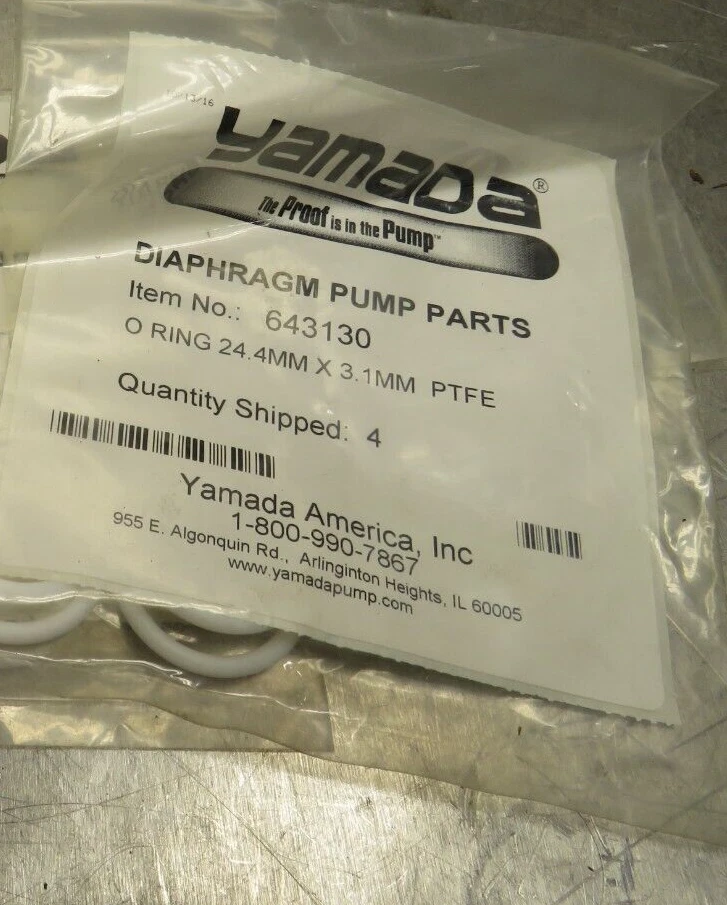 yamada®
The Proof is in the Pump™
DIAPHRAGM PUMP PARTS
Item No.: 643130
O RING 24.4MM X 3.1MM PTFE
Quantity Shipped: 4
Yamada America, Inc
1-800-990-7867
955 E. Algonquin Rd., Arlinginton Heights, IL 60005
www.yamadapump.com